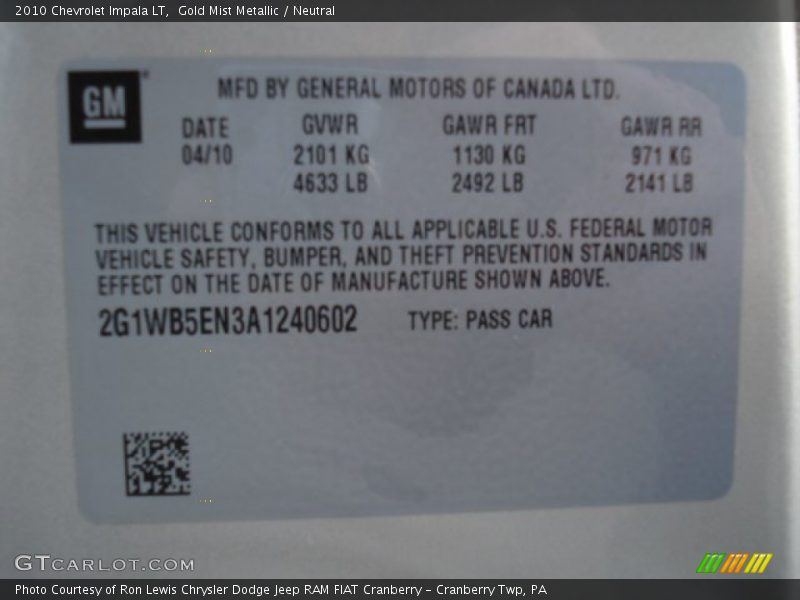 2010 Chevrolet Impala LT,  Gold Mist Metallic / Neutral
GM
MFD BY GENERAL MOTORS OF CANADA LTD.
DATE GVWR GAWR FRT GAWR RR
04/10 2101 KG 1130 KG 971 KG
4633 LB 2492 LB 2141 LB
THIS VEHICLE CONFORMS TO ALL APPLICABLE U.S. FEDERAL MOTOR
VEHICLE SAFETY, BUMPER, AND THEFT PREVENTION STANDARDS IN
EFFECT ON THE DATE OF MANUFACTURE SHOWN ABOVE.
2G1WB5EN3A1240602 TYPE: PASS CAR
GTCARLOT.COM
Photo Courtesy of Ron Lewis Chrysler Dodge Jeep RAM FIAT Cranberry – Cranberry Twp, PA